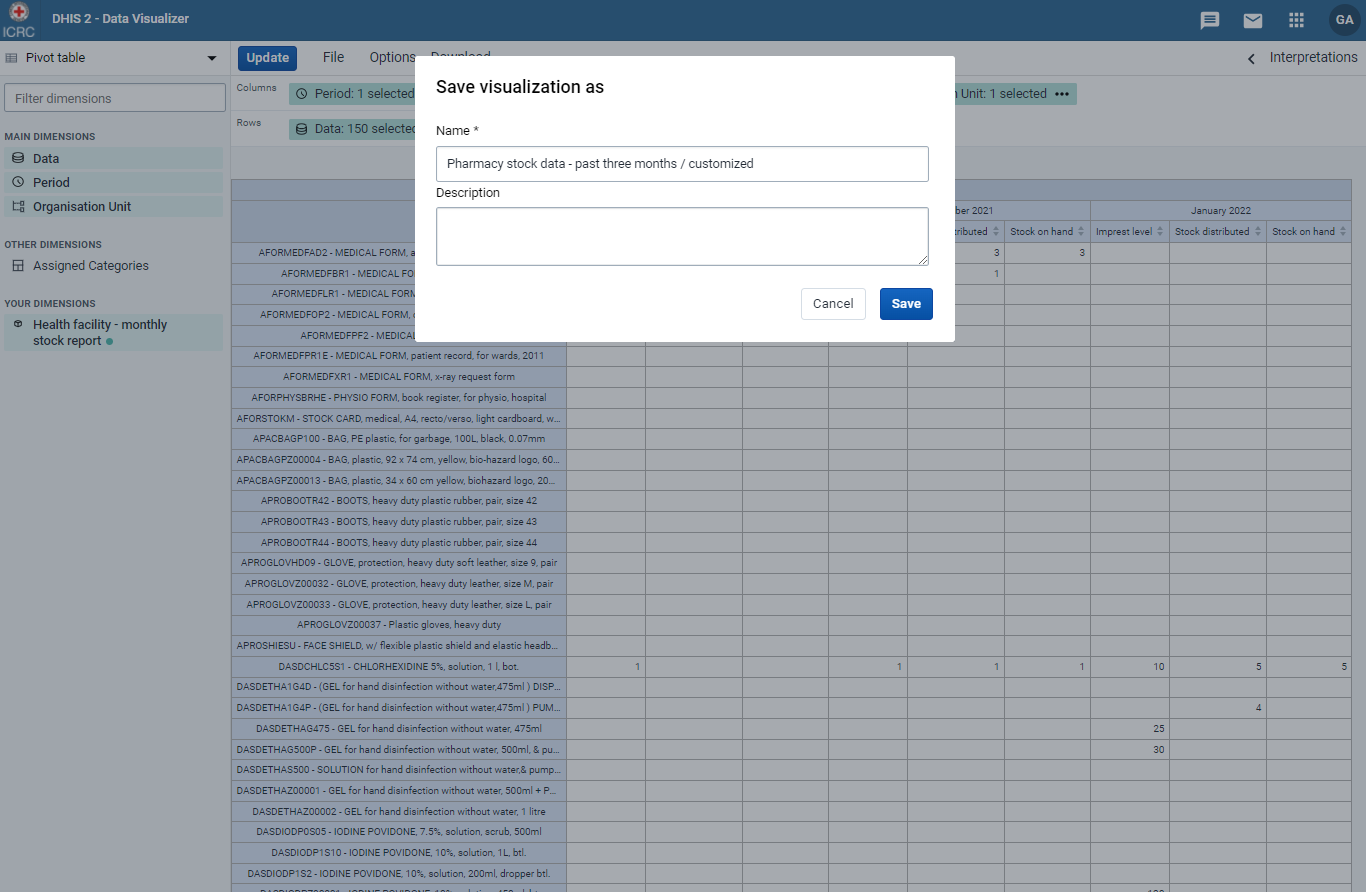 ICRC
DHIS 2 - Data Visualizer
GA
Pivot table
Update
File
Options
Download
Interpretations
Filter dimensions
MAIN DIMENSIONS
Data
Period
Organisation Unit
OTHER DIMENSIONS
Assigned Categories
YOUR DIMENSIONS
Health facility - monthly
stock report
Columns
Period: 1 selected
Unit: 1 selected
Rows
Data: 150 selected
Save visualization as
Name *
Pharmacy stock data - past three months / customized
Description
Cancel
Save
2021
January 2022
Stock on hand
Imprest level
Stock distributed
Stock on hand
AFORMEDFAD2 - MEDICAL FORM,
3
3
AFORMEDFBR1 - MEDICAL
1
AFORMEDFLR1 - MEDICAL FORM
AFORMEDFOP2 - MEDICAL FORM,
AFORMEDFPF2 -
AFORMEDFPR1E - MEDICAL FORM, patient record, for wards, 2011
AFORMEDFXR1 - MEDICAL FORM, x-ray request form
AFORPHYSBRHE - PHYSIO FORM, book register, for physio, hospital
AFORSTOKM - STOCK CARD, medical, A4, recto/verso, light cardboard, w...
APACBAGP100 - BAG, PE plastic, for garbage, 100L, black, 0.07mm
APACBAGPZ00004 - BAG, plastic, 92 x 74 cm, yellow, bio-hazard logo, 60...
APACBAGPZ00013 - BAG, plastic, 34 x 60 cm yellow, biohazard logo, 20...
APROBOOTR42 - BOOTS, heavy duty plastic rubber, pair, size 42
APROBOOTR43 - BOOTS, heavy duty plastic rubber, pair, size 43
APROBOOTR44 - BOOTS, heavy duty plastic rubber, pair, size 44
APROGLOVHD09 - GLOVE, protection, heavy duty soft leather, size 9, pair
APROGLOVZ00032 - GLOVE, protection, heavy duty leather, size M, pair
APROGLOVZ00033 - GLOVE, protection, heavy duty leather, size L, pair
APROGLOVZ00037 - Plastic gloves, heavy duty
APROSHIESU - FACE SHIELD, w/ flexible plastic shield and elastic headb...
DASDCHLC5S1 - CHLORHEXIDINE 5%, solution, 1 l, bot.
1
1
1
1
10
5
5
DASDETHA1G4D - (GEL for hand disinfection without water,475ml ) DISP...
DASDETHA1G4P - (GEL for hand disinfection without water,475ml ) PUM...
4
DASDETHAG475 - GEL for hand disinfection without water, 475ml
25
DASDETHAG500P - GEL for hand disinfection without water, 500ml, & pu...
30
DASDETHAS500 - SOLUTION for hand disinfection without water,& pump...
DASDETHAZ00001 - GEL for hand disinfection without water, 500ml + P...
DASDETHAZ00002 - GEL for hand disinfection without water, 1 litre
DASDIODP0S05 - IODINE POVIDONE, 7.5%, solution, scrub, 500ml
DASDIODP1S10 - IODINE POVIDONE, 10%, solution, 1L, btl.
DASDIODP1S2 - IODINE POVIDONE, 10%, solution, 200ml, dropper btl.